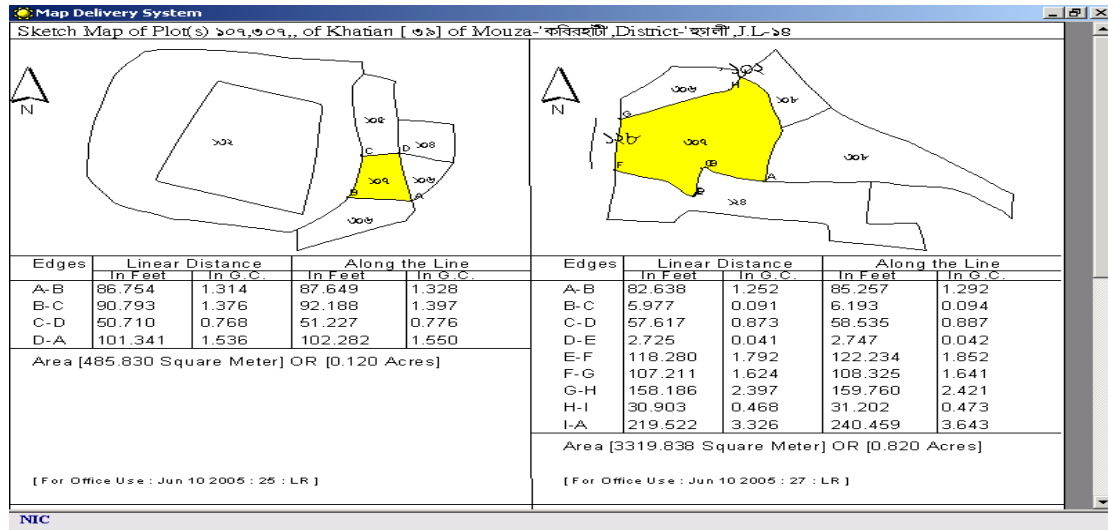 Map Delivery System
Sketch Map of Plot(s) ১০৭,৩০৭,, of Khatian [ ৩৯] of Mouza-'কবিরহাটী',District-'হুগলী',J.L-১৪
N
১০৫
১০৪
C
D
১০৭
B
A
N
H
G
F
৩০৭
B
A
১২৪
Edges Linear Distance Along the Line
In Feet In G.C. In Feet In G.C.
A-B 86.754 1.314 87.649 1.328
B-C 90.793 1.376 92.188 1.397
C-D 50.710 0.768 51.227 0.776
D-A 101.341 1.536 102.282 1.550
Area [485.830 Square Meter] OR [0.120 Acres]
[For Office Use : Jun 10 2005 : 25 : LR ]
Edges Linear Distance Along the Line
In Feet In G.C. In Feet In G.C.
A-B 82.638 1.252 85.257 1.292
B-C 5.977 0.091 6.193 0.094
C-D 57.617 0.873 58.535 0.887
D-E 2.725 0.041 2.747 0.042
E-F 118.280 1.792 122.234 1.852
F-G 107.211 1.624 108.325 1.641
G-H 158.186 2.397 159.760 2.421
H-I 30.903 0.468 31.202 0.473
I-A 219.522 3.326 240.459 3.643
Area [3319.838 Square Meter] OR [0.820 Acres]
[For Office Use : Jun 10 2005 : 27 : LR ]
NIC